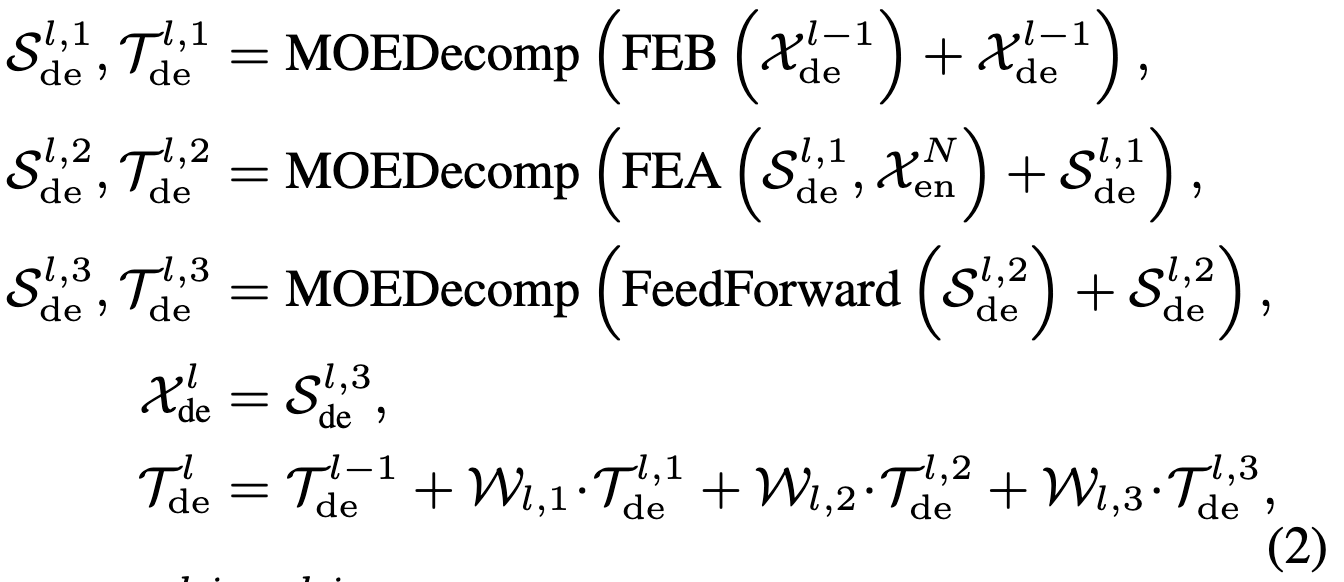 𝒮_de^{l,1}, 𝒯_de^{l,1} = MOEDecomp (FEB (𝒳_de^{l−1}) + 𝒳_de^{l−1}),
𝒮_de^{l,2}, 𝒯_de^{l,2} = MOEDecomp (FEA (𝒮_de^{l,1}, 𝒳_en^N) + 𝒮_de^{l,1}),
𝒮_de^{l,3}, 𝒯_de^{l,3} = MOEDecomp (FeedForward (𝒮_de^{l,2}) + 𝒮_de^{l,2}),
𝒳_de^l = 𝒮_de^{l,3},
𝒯_de^l = 𝒯_de^{l−1} + 𝒲_{l,1}·𝒯_de^{l,1} + 𝒲_{l,2}·𝒯_de^{l,2} + 𝒲_{l,3}·𝒯_de^{l,3},
(2)